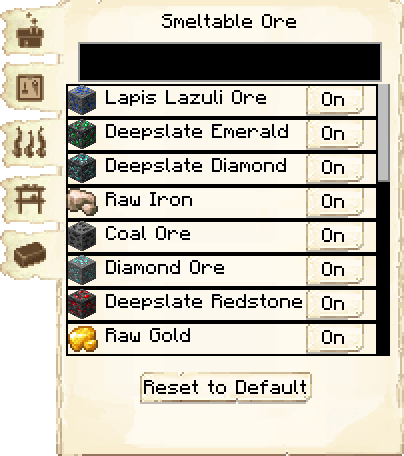 Smeltable Ore
Lapis Lazuli Ore On
Deepslate Emerald On
Deepslate Diamond On
Raw Iron On
Coal Ore On
Diamond Ore On
Deepslate Redstone On
Raw Gold On
Reset to Default